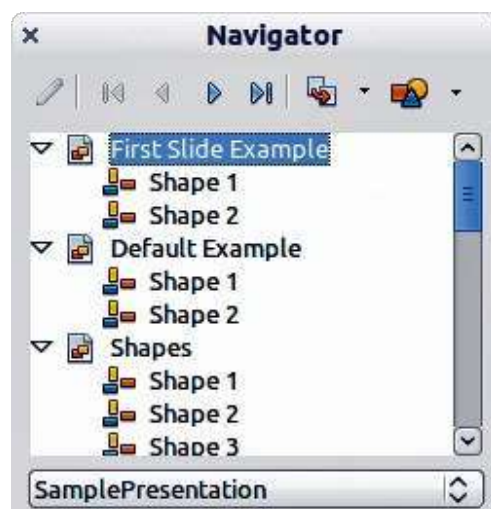 Navigator
First Slide Example
Shape 1
Shape 2
Default Example
Shape 1
Shape 2
Shapes
Shape 1
Shape 2
Shape 3
SamplePresentation